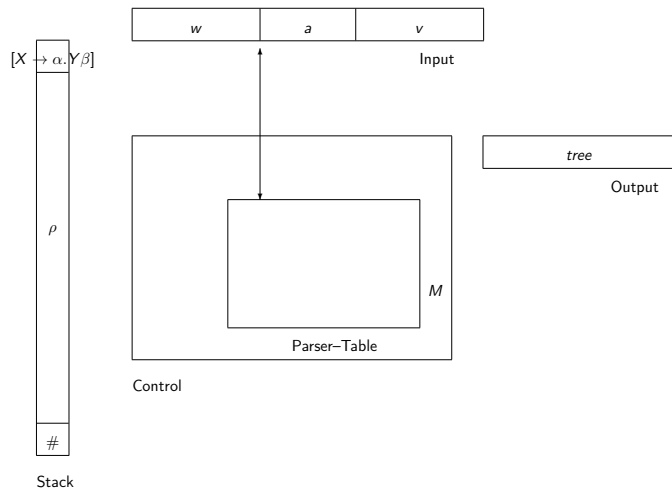 w a v
Input
[X → α.Yβ]
tree
Output
ρ
M
Parser–Table
Control
#
Stack